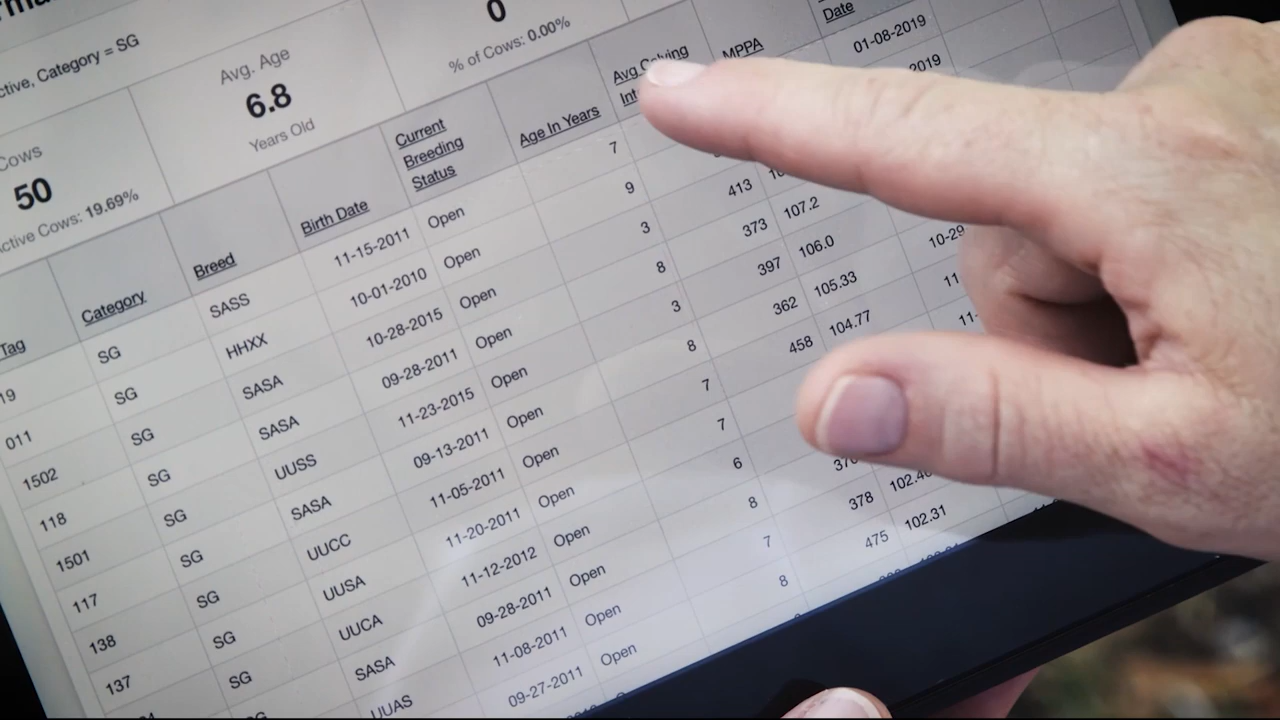 ctive, Category = SG
Cows
50
ctive Cows: 19.69%
Avg. Age
6.8
Years Old
0
% of Cows: 0.00%
Tag Category Breed Birth Date Current Breeding Status Age In Years Avg Calving Int MPPA Date
19 SG SASS 11-15-2011 Open 7 01-08-2019
011 SG HHXX 10-01-2010 Open 9 2019
1502 SG SASA 10-28-2015 Open 3 413
118 SG SASA 09-28-2011 Open 8 373 107.2
1501 SG UUSS 11-23-2015 Open 3 397 106.0
117 SG SASA 09-13-2011 Open 8 362 105.33 10-29
138 SG UUCC 11-05-2011 Open 7 458 104.77 11
137 SG UUSA 11-20-2011 Open 7 11-
SG UUCA 11-12-2012 Open 6
SASA 09-28-2011 Open 8
UUAS 11-08-2011 Open 7 378
09-27-2011 Open 8 475 102.31